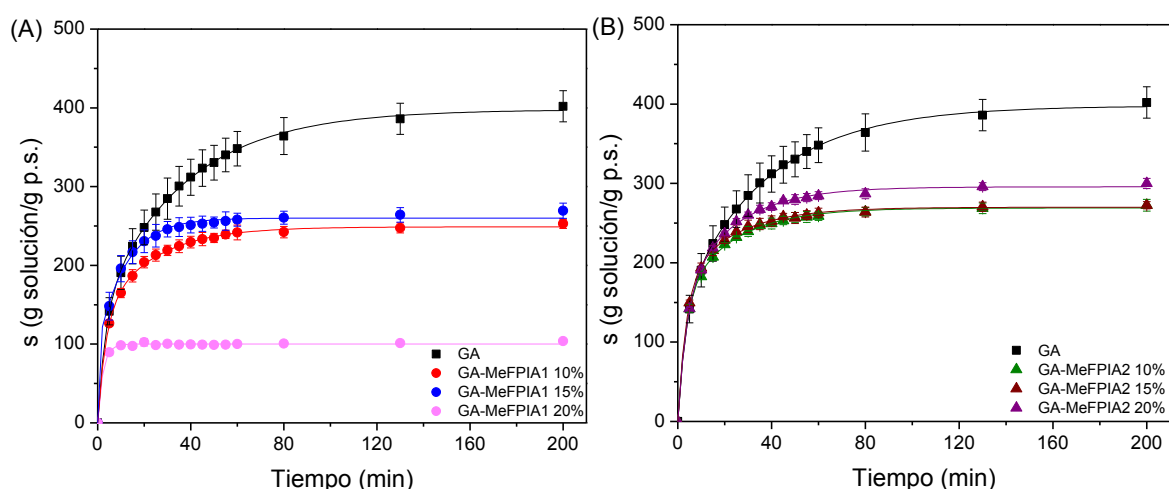 (A)
500
400
300
200
100
0
s (g solución/g p.s.)
0 40 80 120 160 200
Tiempo (min)
GA
GA-MeFPIA1 10%
GA-MeFPIA1 15%
GA-MeFPIA1 20%
(B)
500
400
300
200
100
0
s (g solución/g p.s.)
0 40 80 120 160 200
Tiempo (min)
GA
GA-MeFPIA2 10%
GA-MeFPIA2 15%
GA-MeFPIA2 20%